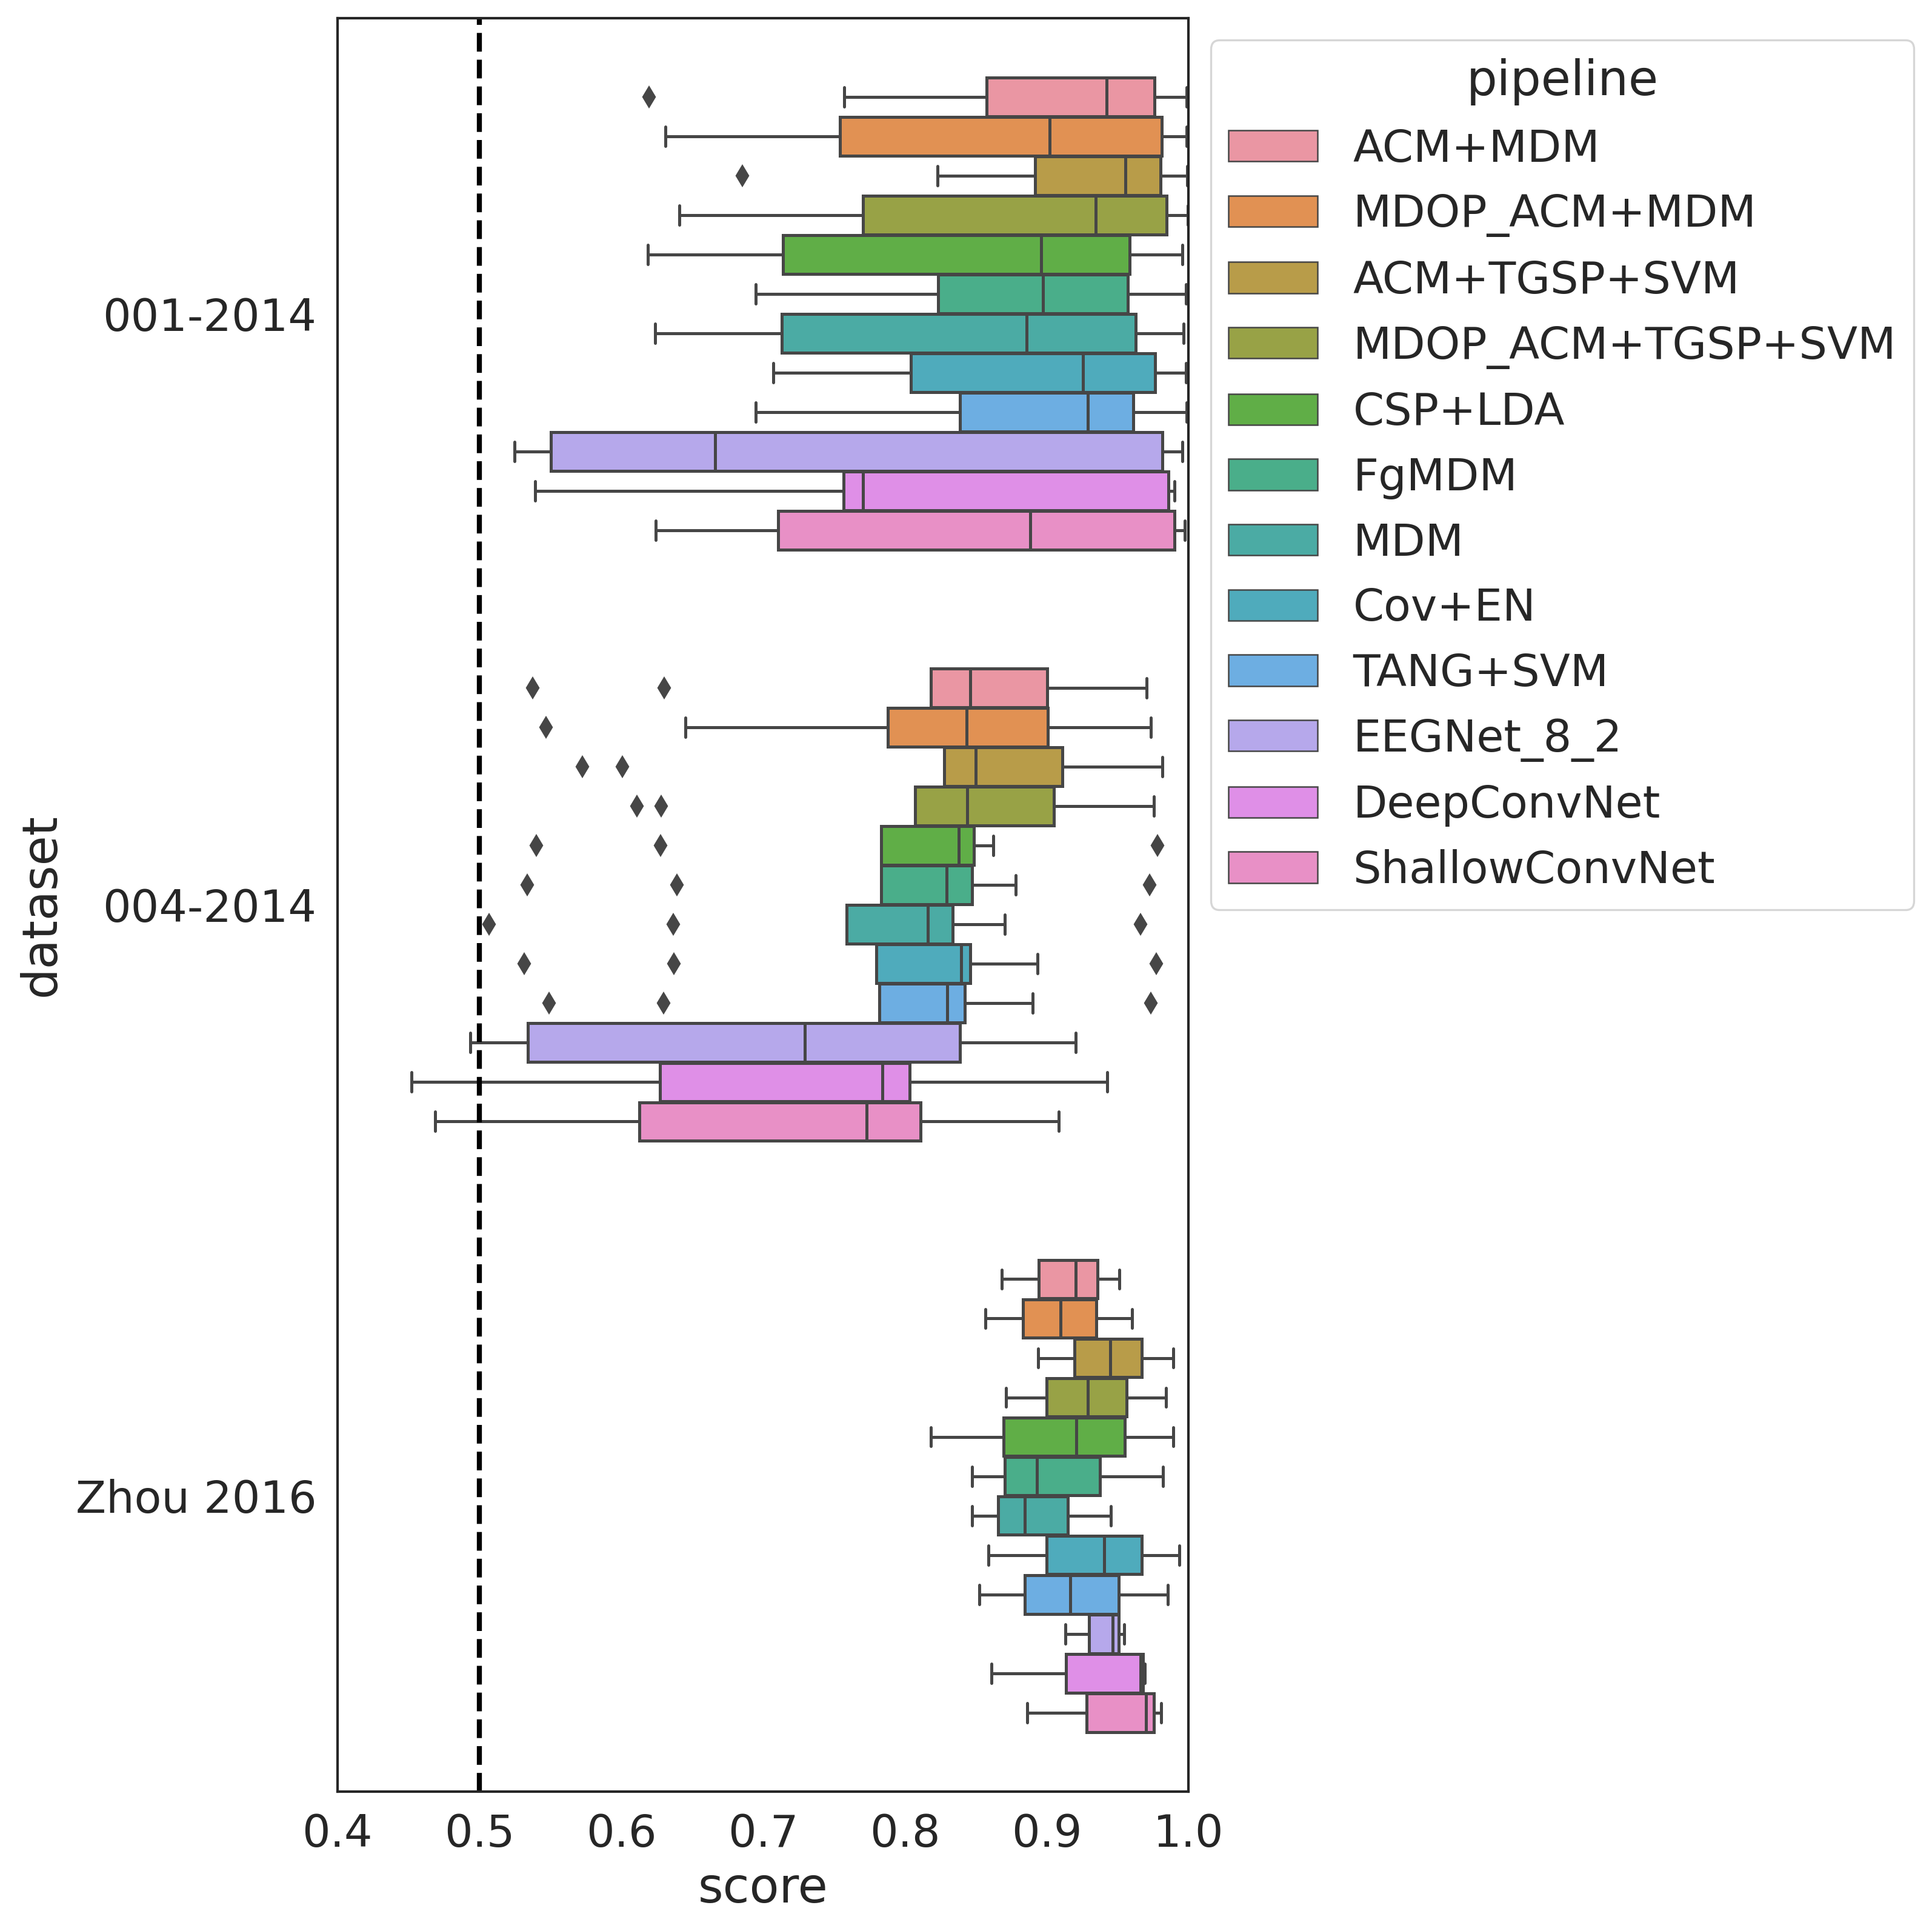 pipeline
ACM+MDM
MDOP_ACM+MDM
ACM+TGSP+SVM
MDOP_ACM+TGSP+SVM
CSP+LDA
FgMDM
MDM
Cov+EN
TANG+SVM
EEGNet_8_2
DeepConvNet
ShallowConvNet
dataset
001-2014
004-2014
Zhou 2016
0.4 0.5 0.6 0.7 0.8 0.9 1.0
score